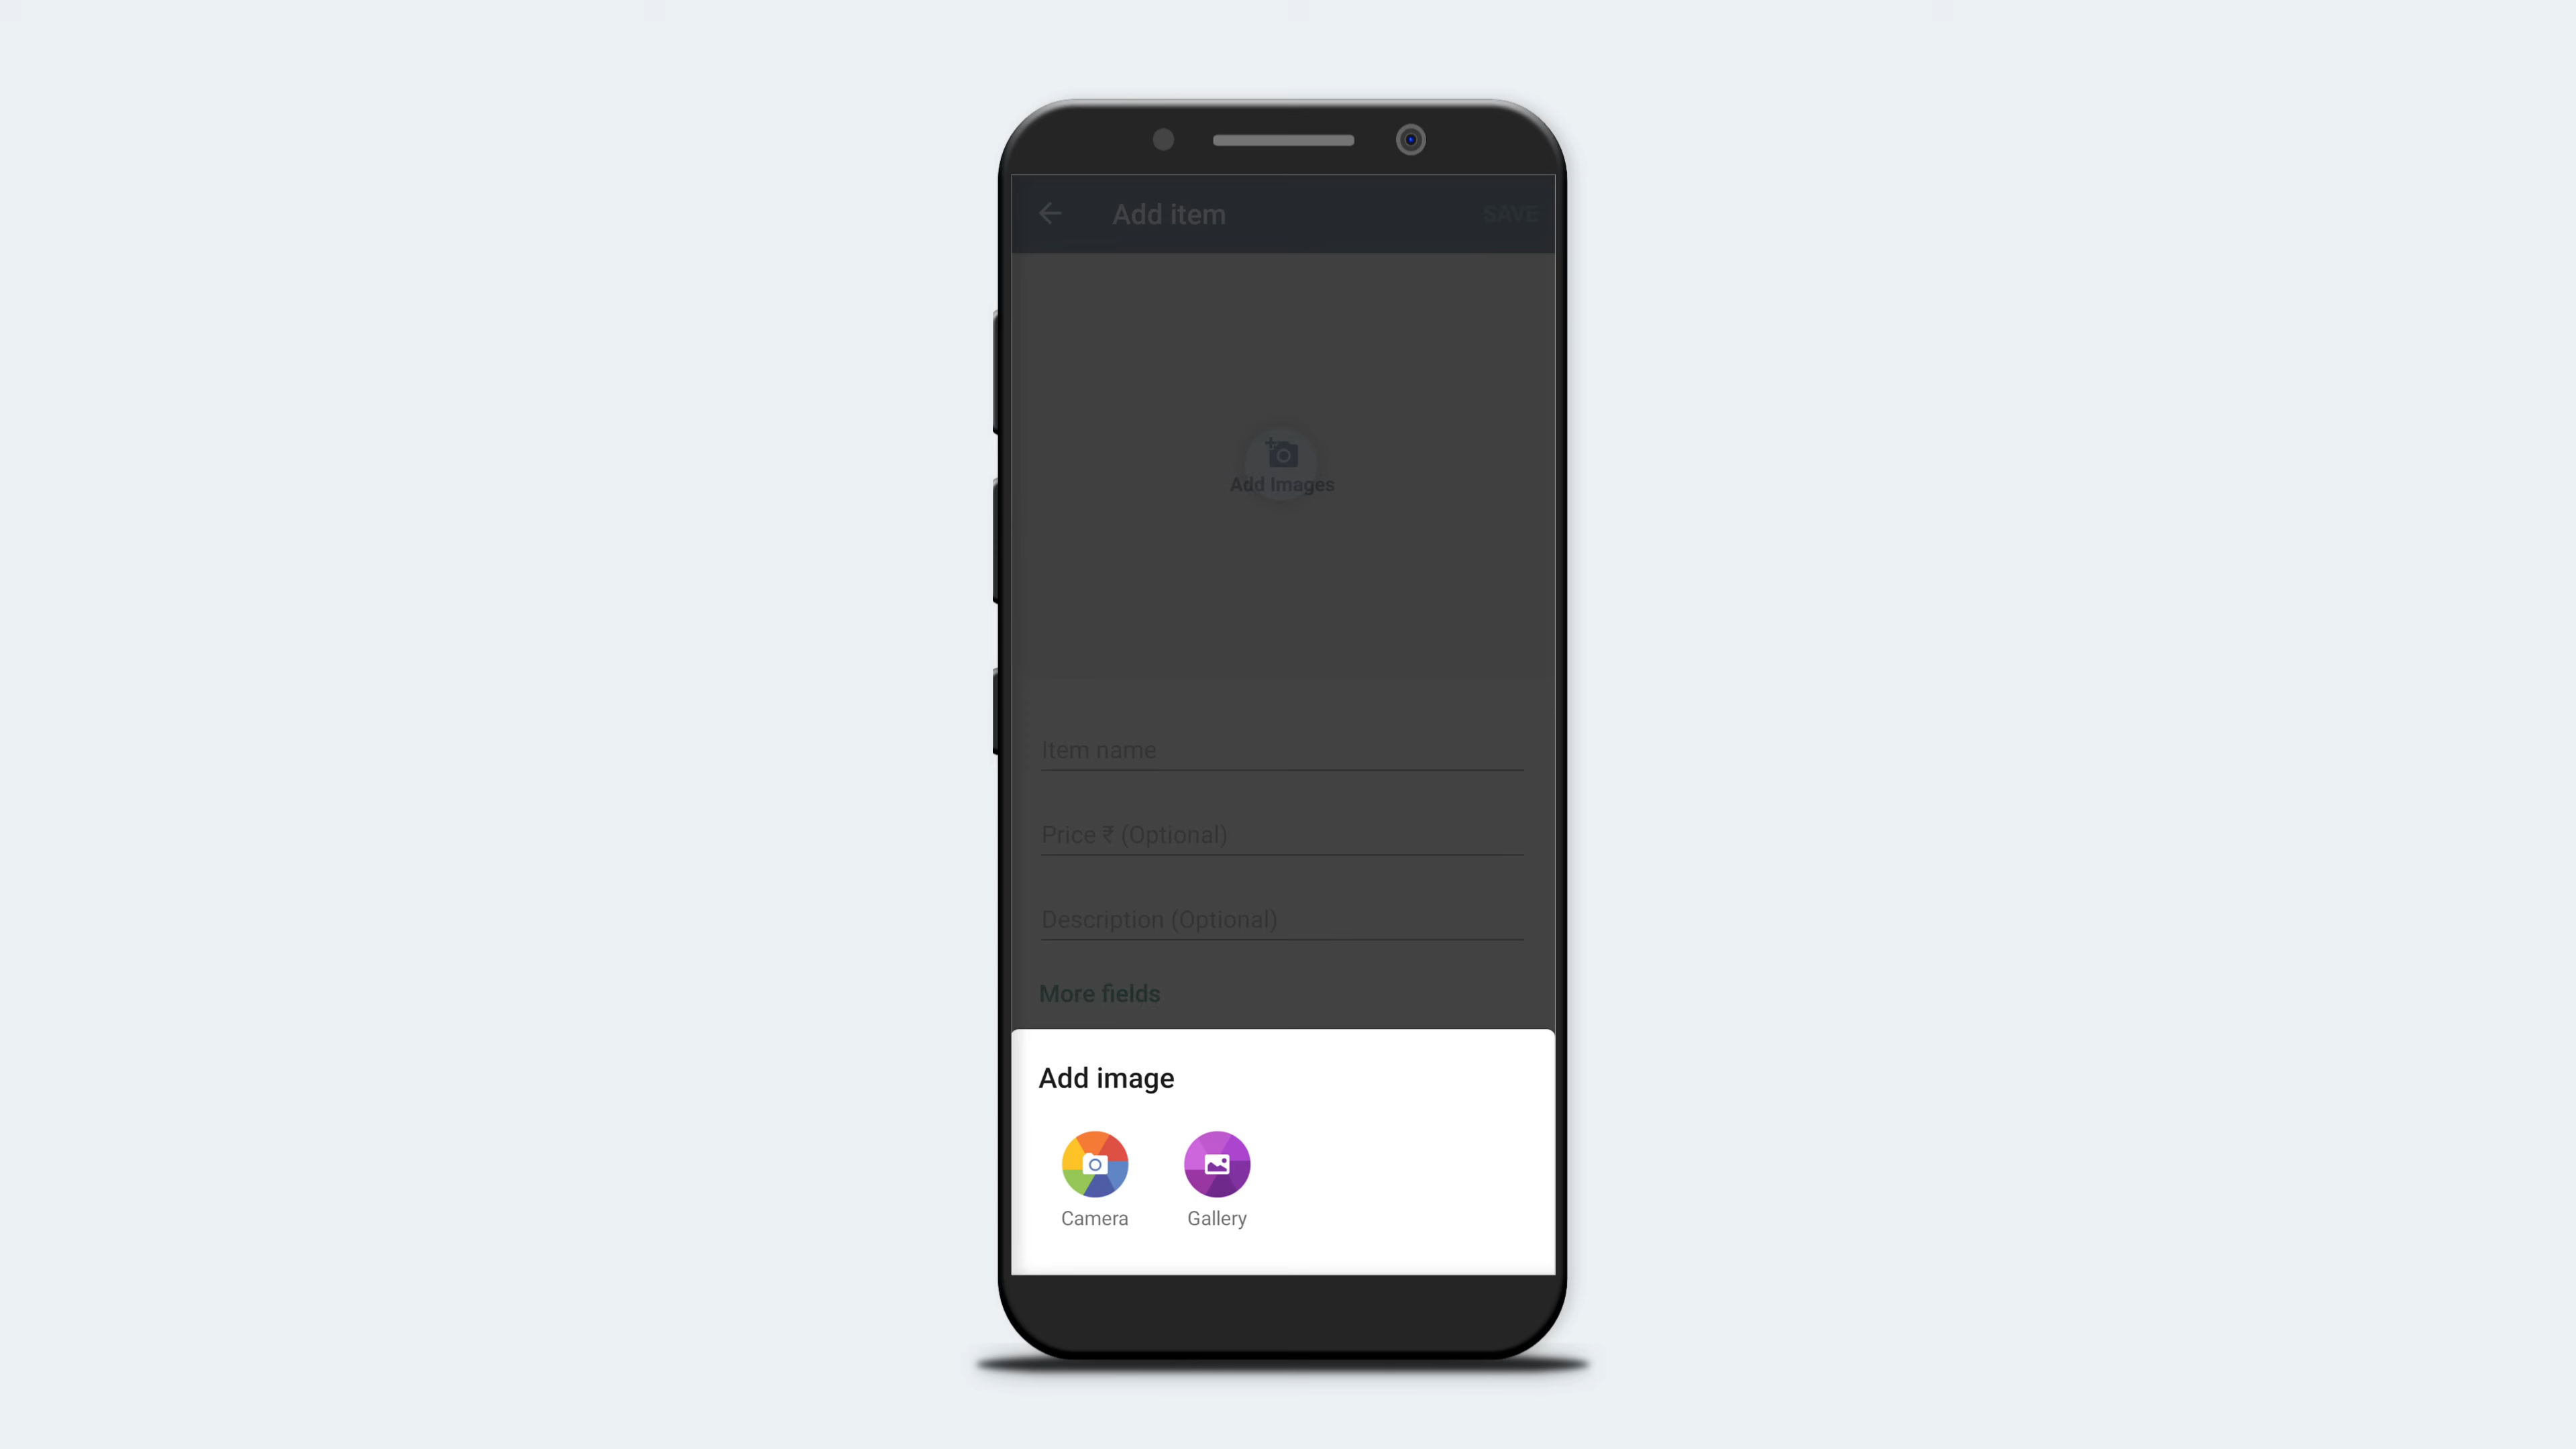 Add item
SAVE
Add Images
Item name
Price ₹ (Optional)
Description (Optional)
More fields
Add image
Camera
Gallery